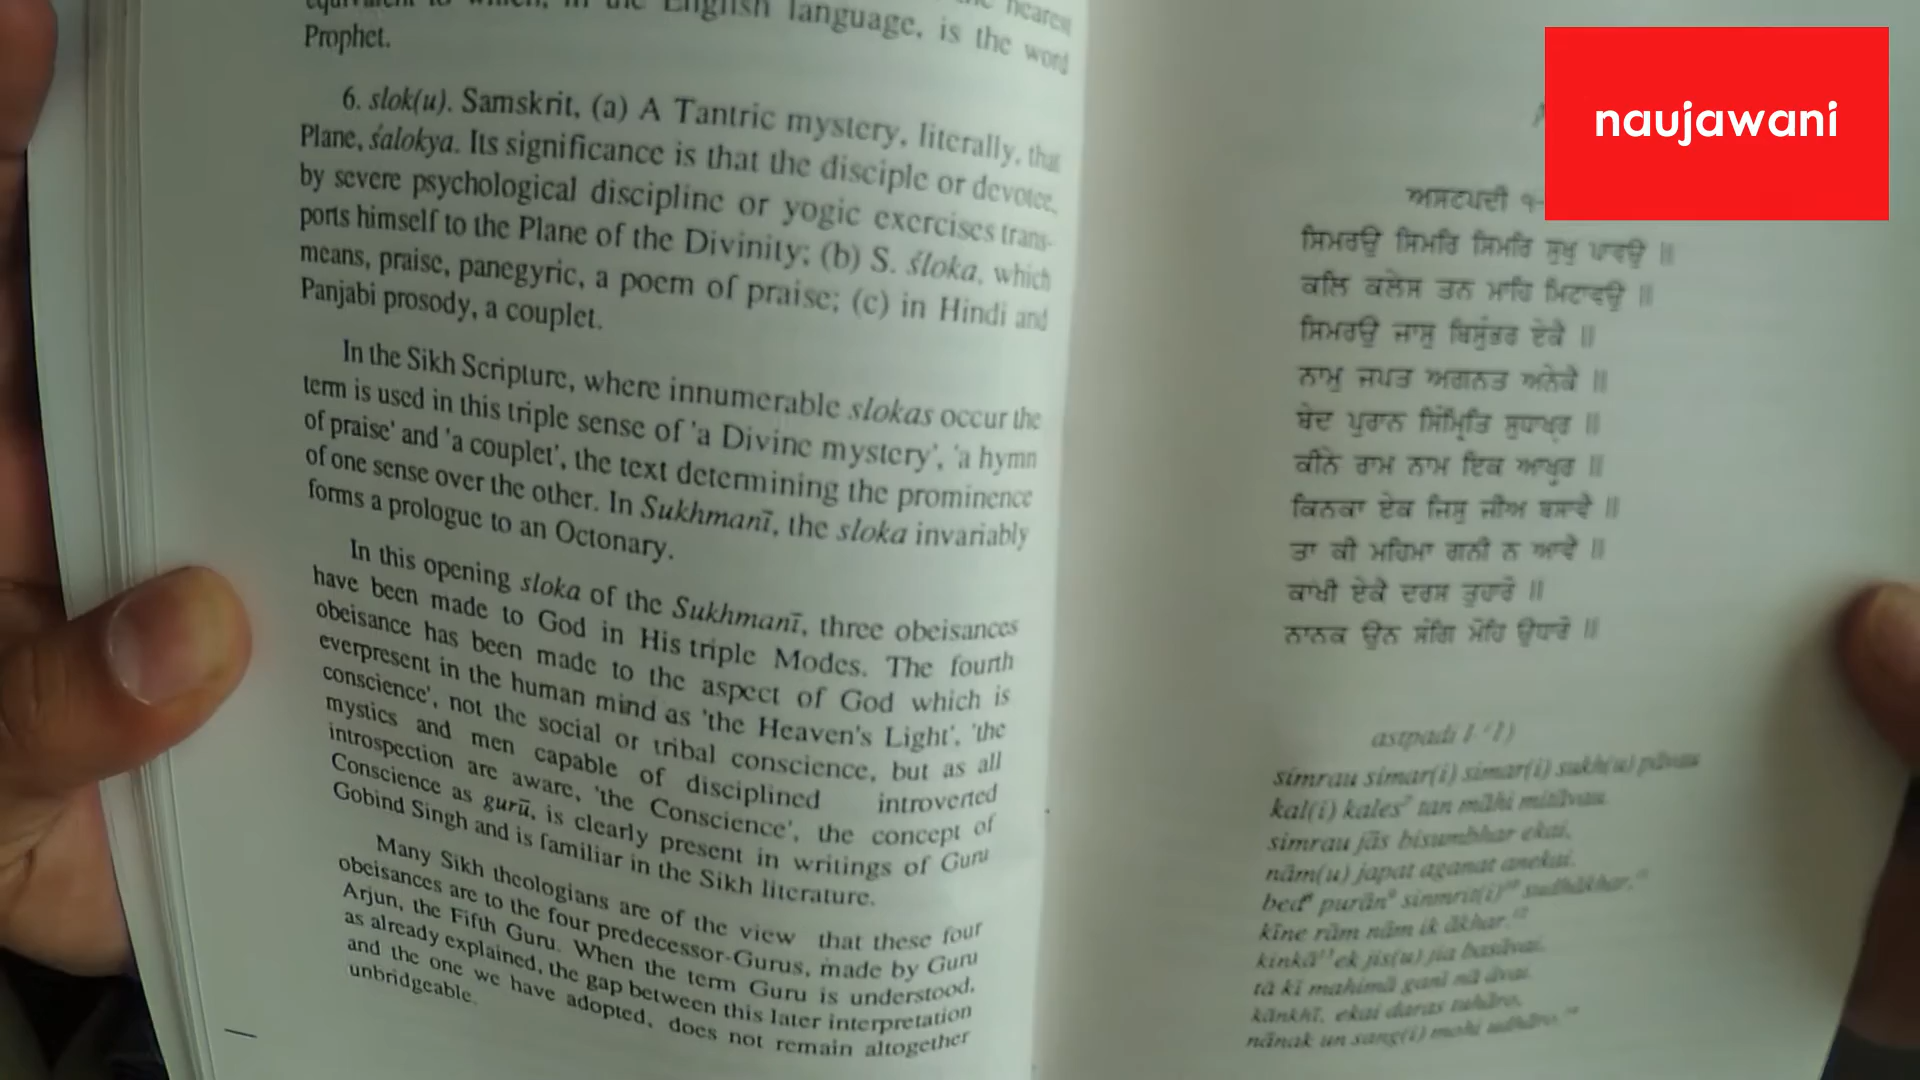 equivalent to which, in the English language, is the word
nearest
Prophet.
6. slok(u). Samskrit, (a) A Tantric mystery, literally, that
Plane, śalokya. Its significance is that the disciple or devotee,
by severe psychological discipline or yogic exercises trans-
ports himself to the Plane of the Divinity; (b) S. śloka, which
means, praise, panegyric, a poem of praise; (c) in Hindi and
Panjabi prosody, a couplet.
In the Sikh Scripture, where innumerable slokas occur the
term is used in this triple sense of 'a Divine mystery', 'a hymn
of praise' and 'a couplet', the text determining the prominence
of one sense over the other. In Sukhmanī, the sloka invariably
forms a prologue to an Octonary.
In this opening sloka of the Sukhmanī, three obeisances
have been made to God in His triple Modes. The fourth
obeisance has been made to the aspect of God which is
everpresent in the human mind as 'the Heaven's Light', 'the
conscience', not the social or tribal conscience, but as all
mystics and men capable of disciplined introverted
introspection are aware, 'the Conscience', the concept of
Conscience as gurū, is clearly present in writings of Guru
Gobind Singh and is familiar in the Sikh literature.
Many Sikh theologians are of the view that these four
obeisances are to the four predecessor-Gurus, made by Guru
Arjun, the Fifth Guru. When the term Guru is understood,
as already explained, the gap between this later interpretation
and the one we have adopted, does not remain altogether
unbridgeable.
naujawani
ਅਸਟਪਦੀ ੧-
ਸਿਮਰਉ ਸਿਮਰਿ ਸਿਮਰਿ ਸੁਖੁ ਪਾਵਉ ॥
ਕਲਿ ਕਲੇਸ ਤਨ ਮਾਹਿ ਮਿਟਾਵਉ ॥
ਸਿਮਰਉ ਜਾਸੁ ਬਿਸੁੰਭਰ ਏਕੈ ॥
ਨਾਮੁ ਜਪਤ ਅਗਨਤ ਅਨੇਕੈ ॥
ਬੇਦ ਪੁਰਾਨ ਸਿੰਮ੍ਰਿਤਿ ਸੁਧਾਖ੍ਰ ॥
ਕੀਨੇ ਰਾਮ ਨਾਮ ਇਕ ਆਖ੍ਰ ॥
ਕਿਨਕਾ ਏਕ ਜਿਸੁ ਜੀਅ ਬਸਾਵੈ ॥
ਤਾ ਕੀ ਮਹਿਮਾ ਗਨੀ ਨ ਆਵੈ ॥
ਕਾਂਖੀ ਏਕੈ ਦਰਸ ਤੁਹਾਰੋ ॥
ਨਾਨਕ ਉਨ ਸੰਗਿ ਮੋਹਿ ਉਧਾਰੋ ॥
astpadi 1 (1)
simrau simar(i) simar(i) sukh(u) pāvau
kal(i) kales⁷ tan māhi mitāvau.
simrau jās bisumbhar ekai,
nām(u) japat aganat anekai.
bed⁸ purān⁹ sinmrit(i)¹⁰ sudhākhar,¹¹
kīne rām nām ik ākhar.¹²
kinkā¹³ ek jis(u) jia basāvai,
tā kī mahimā ganī nā āvai.
kānkhī, ekai daras tuhāro,
nānak un sang(i) mohi udhāro.¹⁴